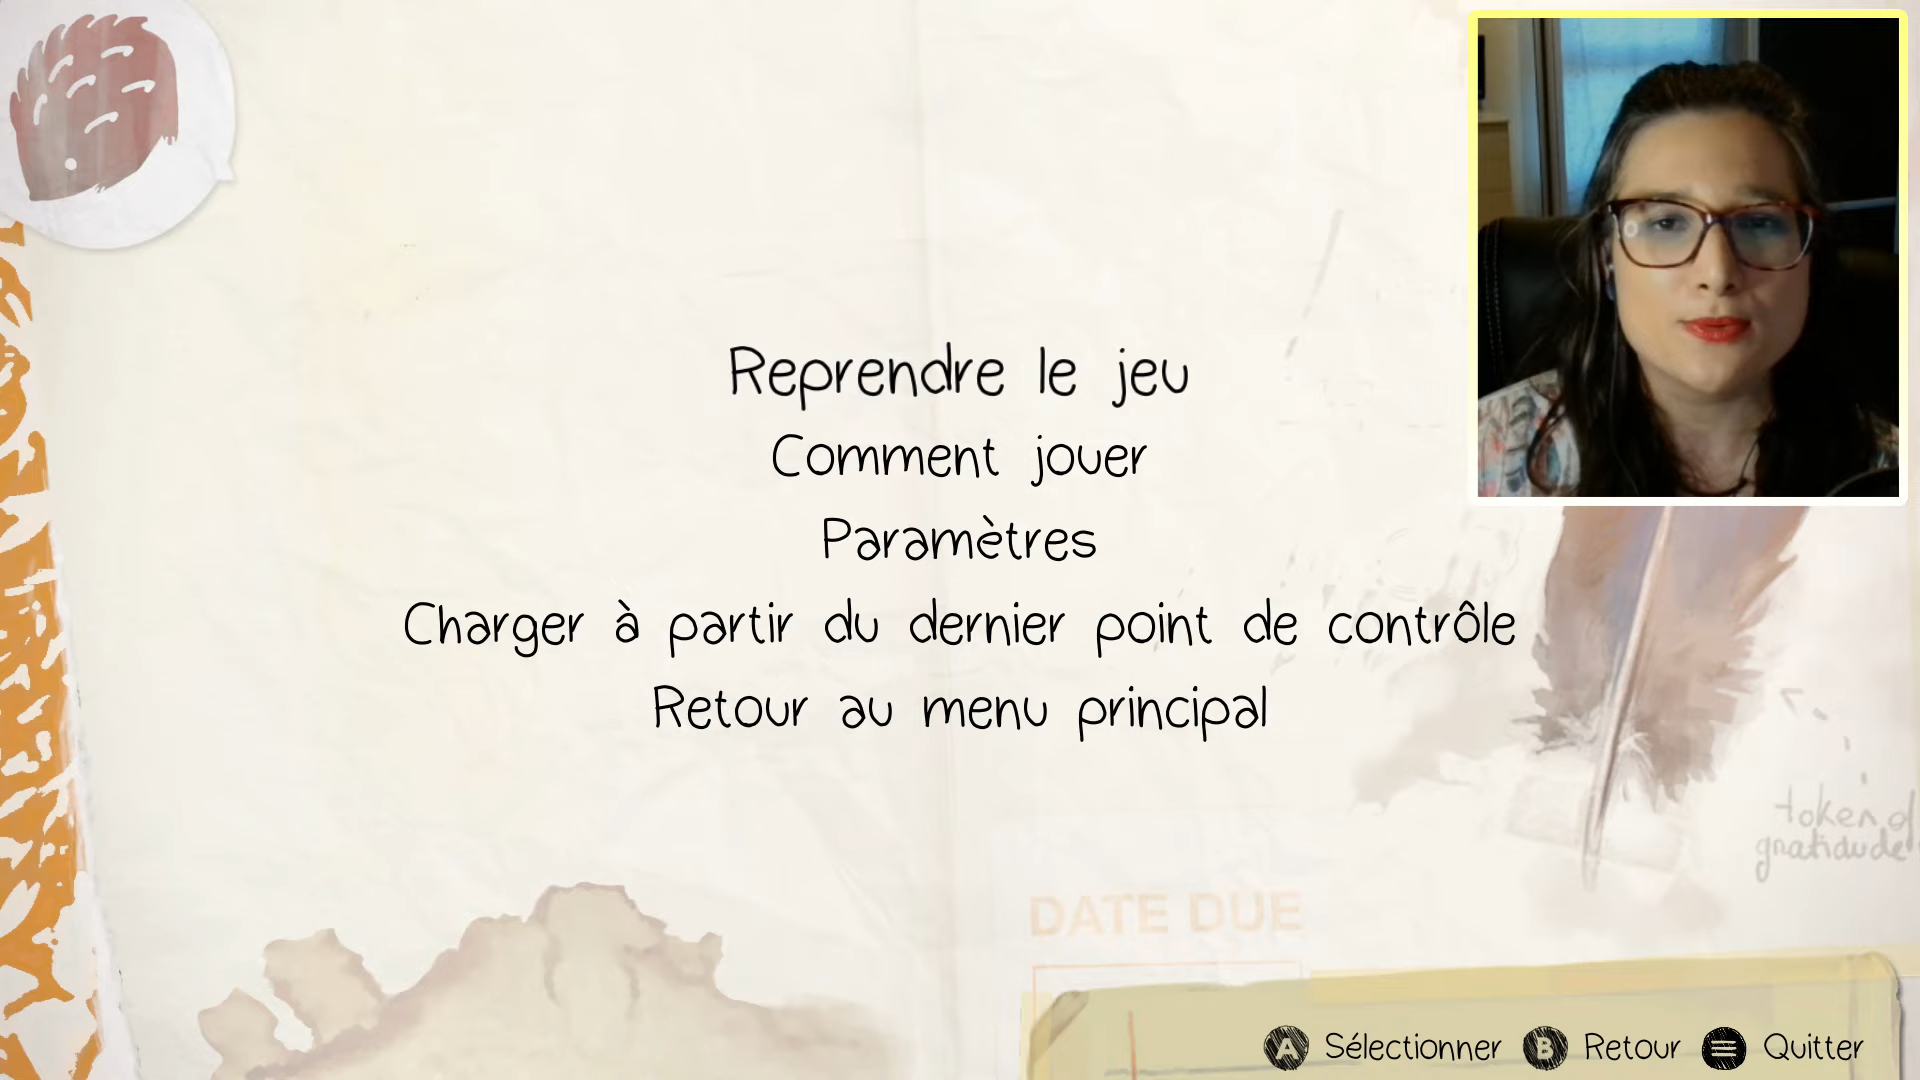 Reprendre le jeu
Comment jouer
Paramètres
Charger à partir du dernier point de contrôle
Retour au menu principal
token of
gratidude
DATE DUE
A Sélectionner B Retour Quitter